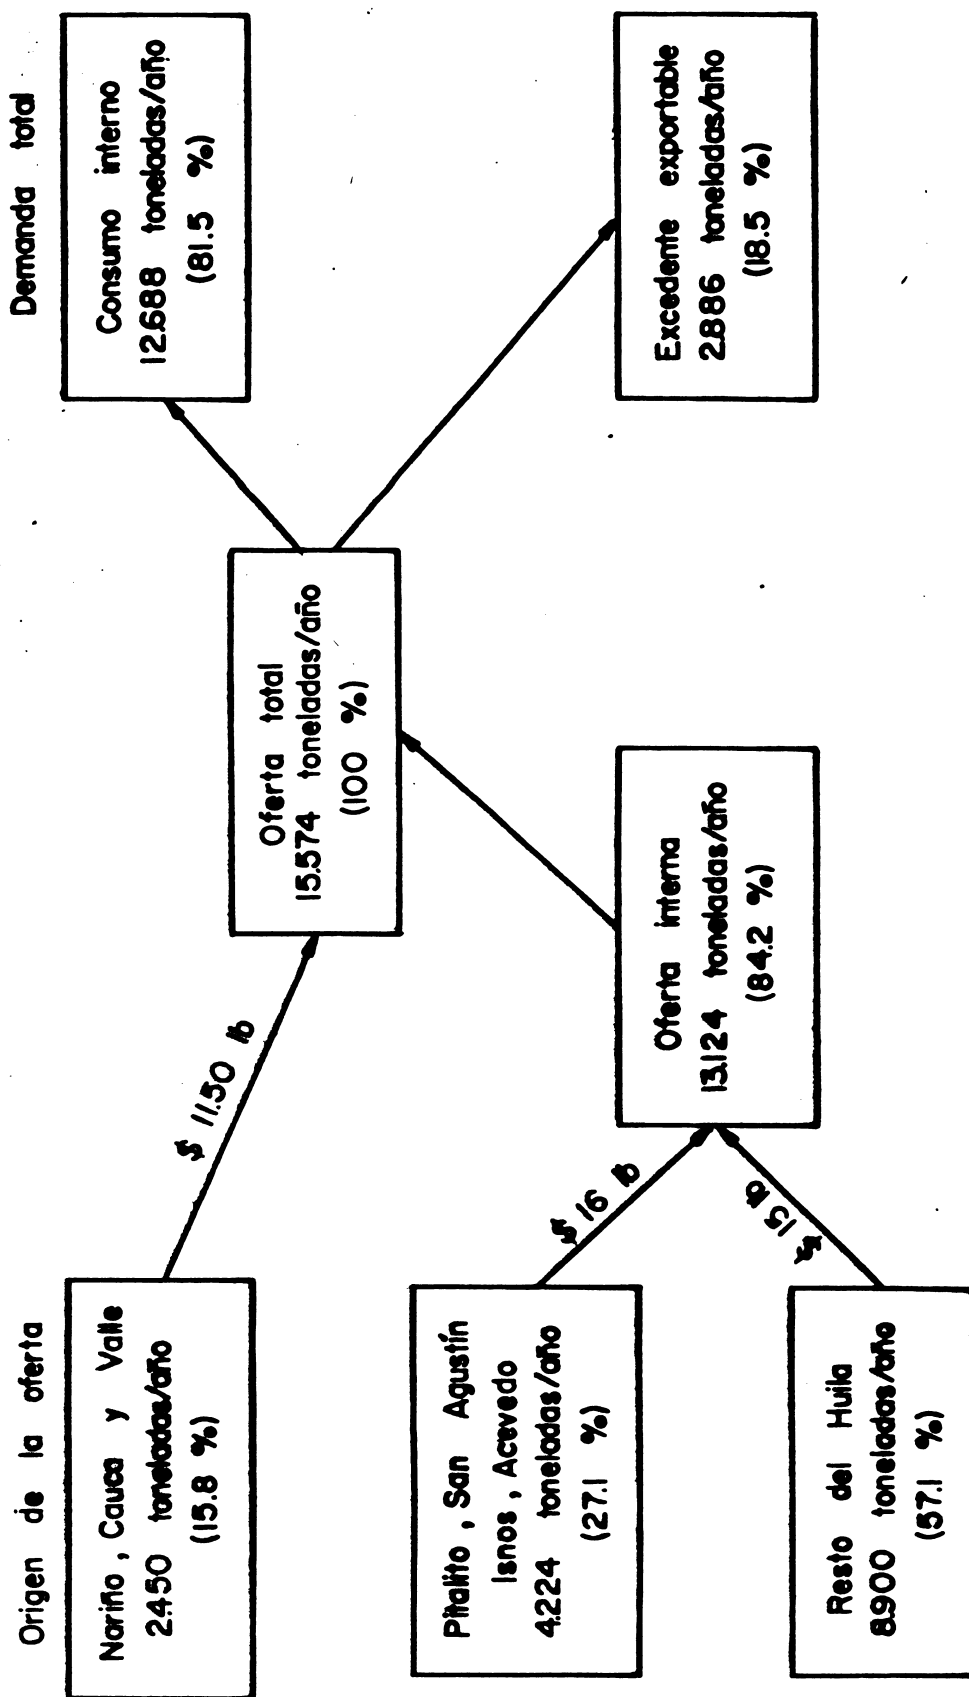 Origen de la oferta
Demanda total
Nariño, Cauca y Valle
2.450 toneladas/año
(15.8 %)
$ 11.50 lb
Pitalito, San Agustín
Isnos, Acevedo
4.224 toneladas/año
(27.1 %)
$ 16 lb
Resto del Huila
8.900 toneladas/año
(57.1 %)
$ 15 lb
Oferta interna
13.124 toneladas/año
(84.2 %)
Oferta total
15.574 toneladas/año
(100 %)
Consumo interno
12.688 toneladas/año
(81.5 %)
Excedente exportable
2.886 toneladas/año
(18.5 %)